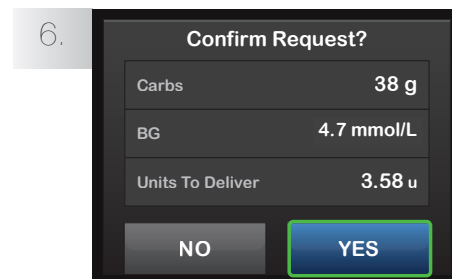 6.
Confirm Request?
Carbs 38 g
BG 4.7 mmol/L
Units To Deliver 3.58 u
NO YES